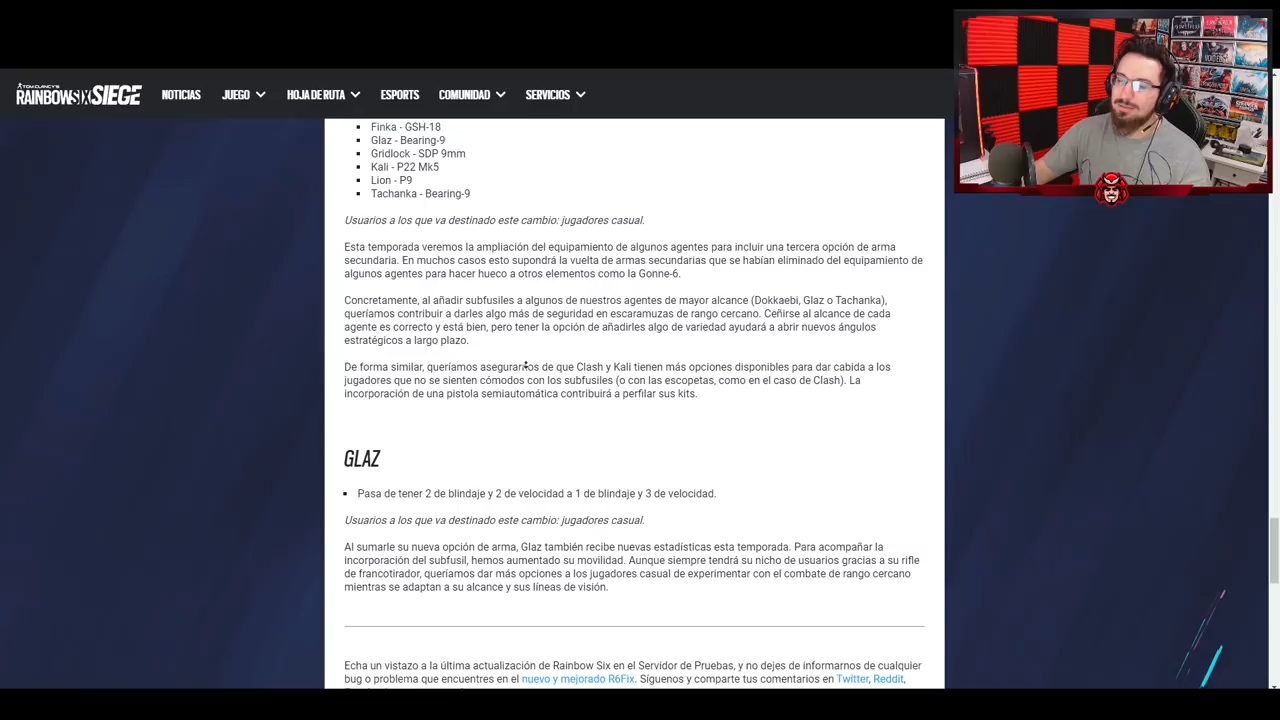 TOM CLANCY'S
RAINBOWSIX SIEGE
NOTICIAS
JUEGO
HOJA DE RUTA
ESPORTS
COMUNIDAD
SERVICIOS
Finka - GSH-18
Glaz - Bearing-9
Gridlock - SDP 9mm
Kali - P22 Mk5
Lion - P9
Tachanka - Bearing-9
Usuarios a los que va destinado este cambio: jugadores casual.
Esta temporada veremos la ampliación del equipamiento de algunos agentes para incluir una tercera opción de arma
secundaria. En muchos casos esto supondrá la vuelta de armas secundarias que se habían eliminado del equipamiento de
algunos agentes para hacer hueco a otros elementos como la Gonne-6.
Concretamente, al añadir subfusiles a algunos de nuestros agentes de mayor alcance (Dokkaebi, Glaz o Tachanka),
queríamos contribuir a darles algo más de seguridad en escaramuzas de rango cercano. Ceñirse al alcance de cada
agente es correcto y está bien, pero tener la opción de añadirles algo de variedad ayudará a abrir nuevos ángulos
estratégicos a largo plazo.
De forma similar, queríamos asegurarnos de que Clash y Kali tienen más opciones disponibles para dar cabida a los
jugadores que no se sienten cómodos con los subfusiles (o con las escopetas, como en el caso de Clash). La
incorporación de una pistola semiautomática contribuirá a perfilar sus kits.
GLAZ
Pasa de tener 2 de blindaje y 2 de velocidad a 1 de blindaje y 3 de velocidad.
Usuarios a los que va destinado este cambio: jugadores casual.
Al sumarle su nueva opción de arma, Glaz también recibe nuevas estadísticas esta temporada. Para acompañar la
incorporación del subfusil, hemos aumentado su movilidad. Aunque siempre tendrá su nicho de usuarios gracias a su rifle
de francotirador, queríamos dar más opciones a los jugadores casual de experimentar con el combate de rango cercano
mientras se adaptan a su alcance y sus líneas de visión.
Echa un vistazo a la última actualización de Rainbow Six en el Servidor de Pruebas, y no dejes de informarnos de cualquier
bug o problema que encuentres en el nuevo y mejorado R6Fix. Síguenos y comparte tus comentarios en Twitter, Reddit,